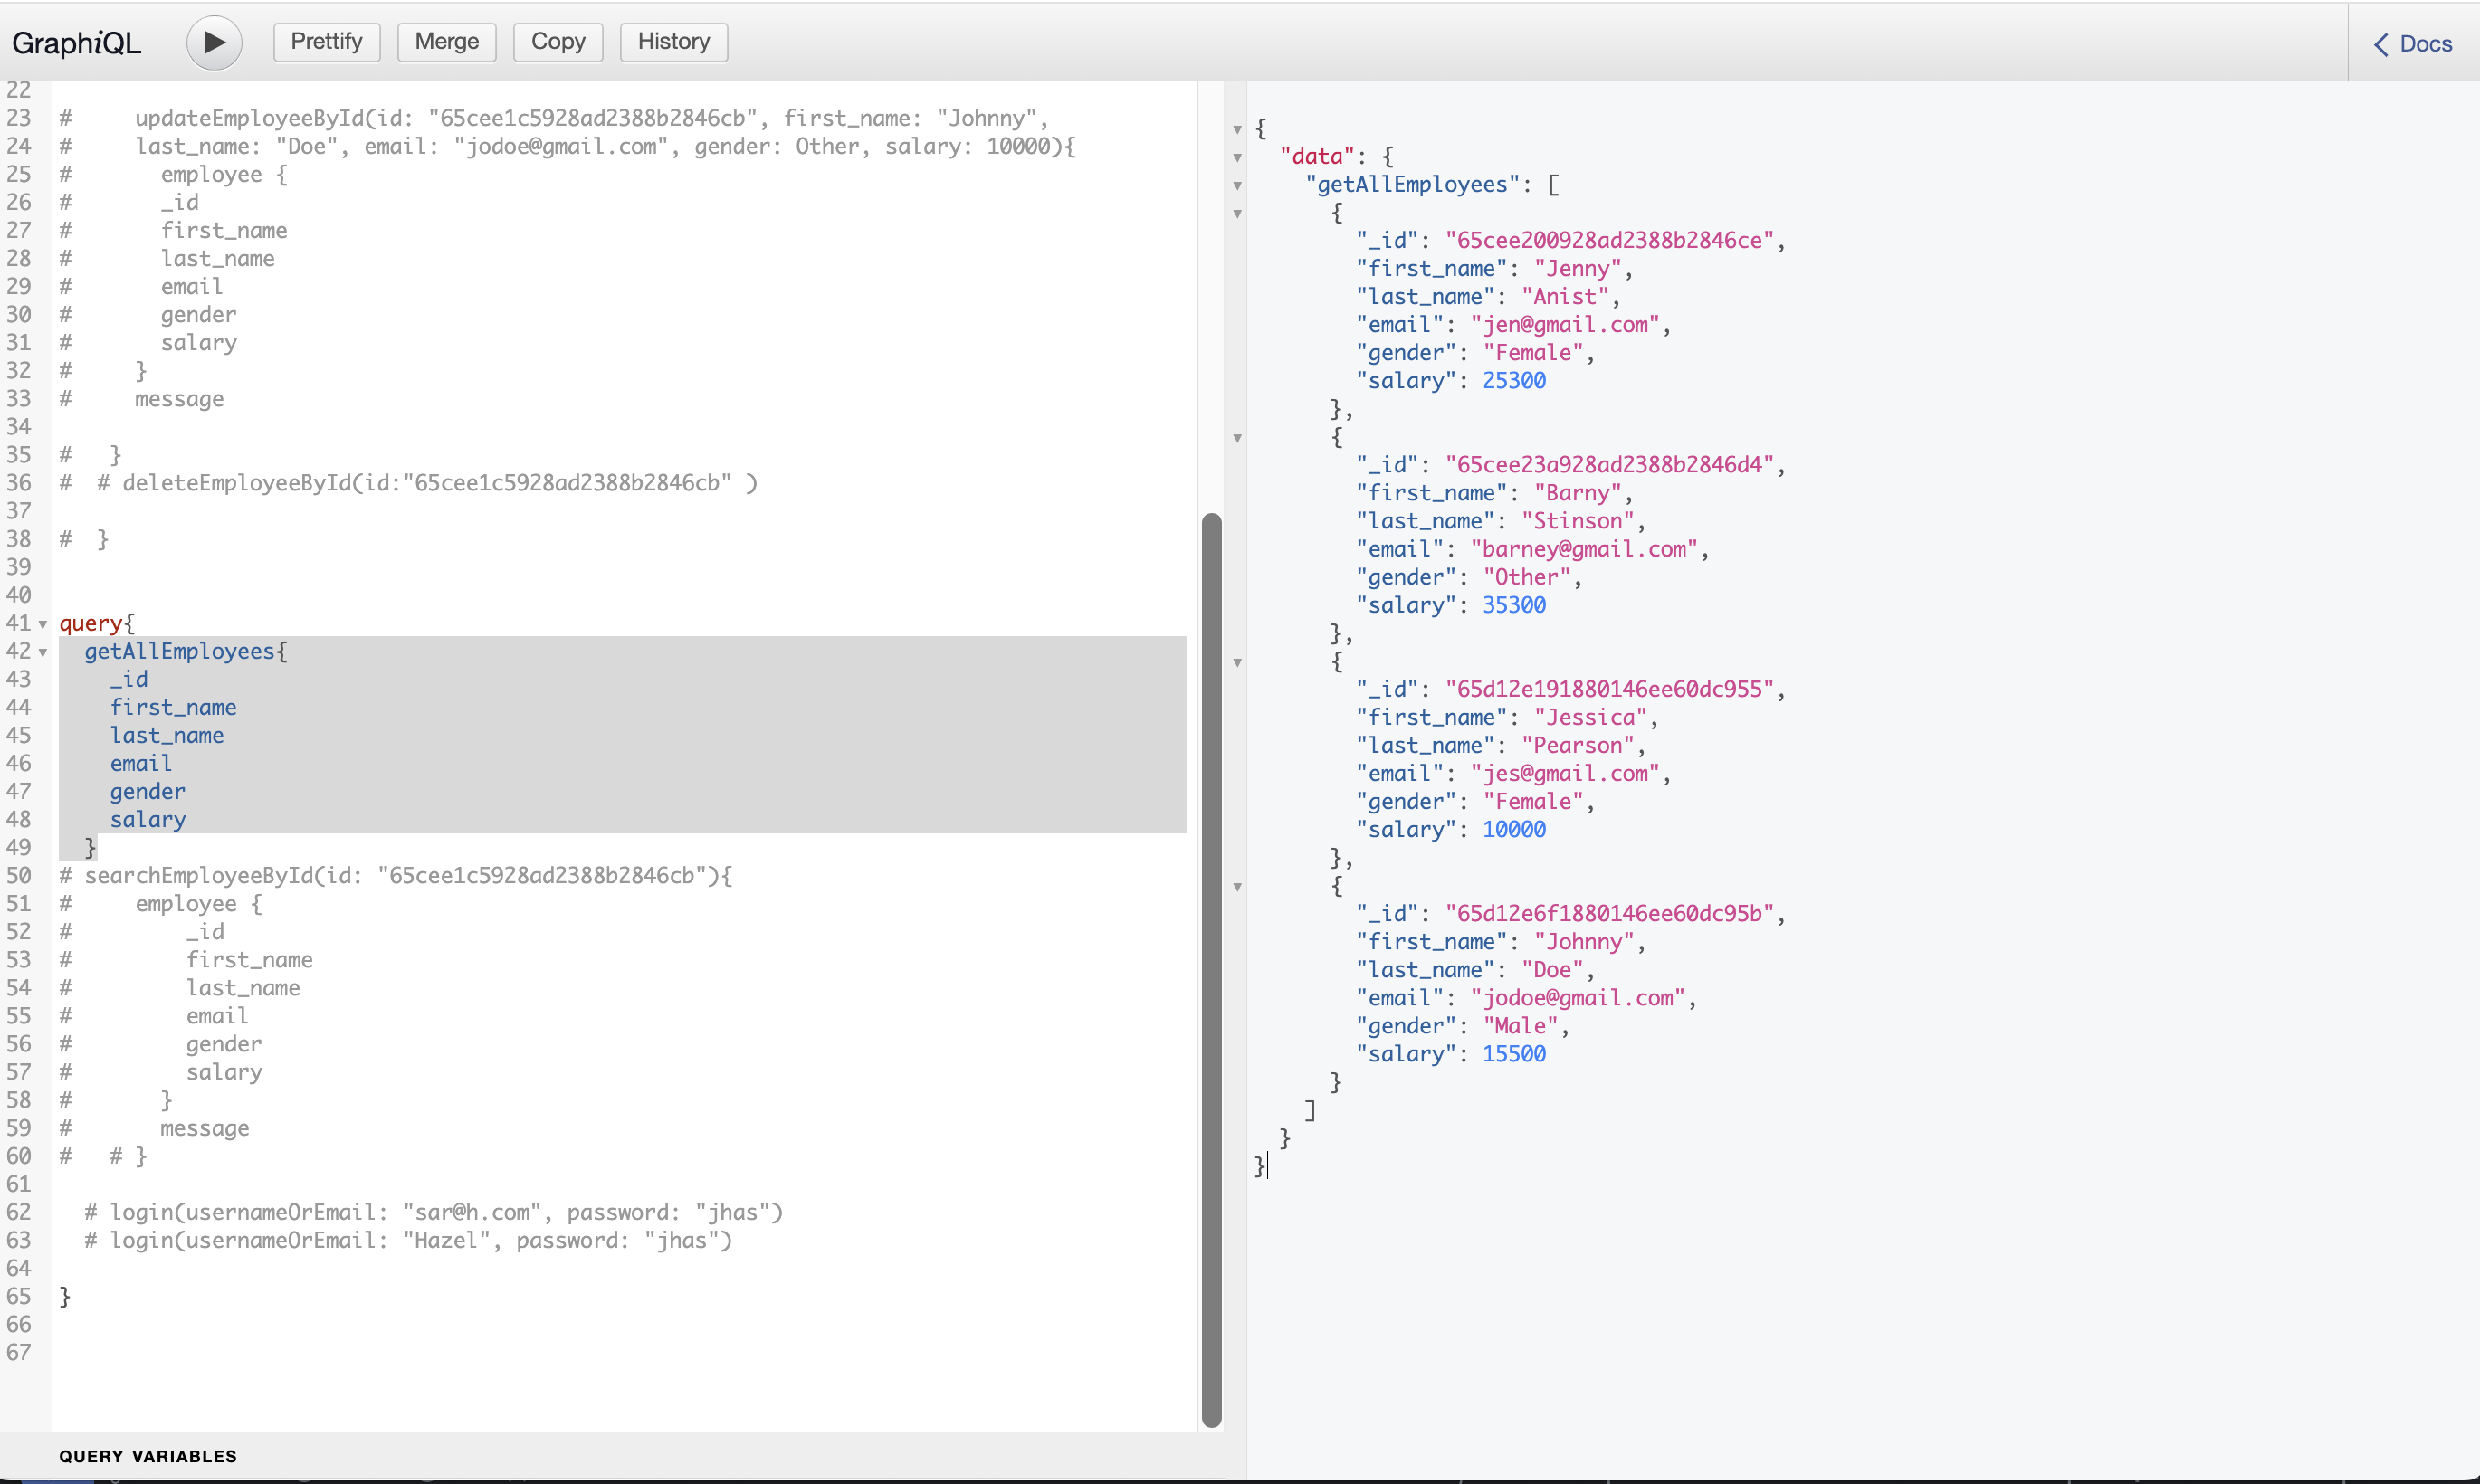 GraphiQL Prettify Merge Copy History Docs
22
23 #     updateEmployeeById(id: "65cee1c5928ad2388b2846cb", first_name: "Johnny",
24 #     last_name: "Doe", email: "jodoe@gmail.com", gender: Other, salary: 10000){
25 #       employee {
26 #       _id
27 #       first_name
28 #       last_name
29 #       email
30 #       gender
31 #       salary
32 #     }
33 #     message
34
35 #   }
36 #  # deleteEmployeeById(id:"65cee1c5928ad2388b2846cb" )
37
38 #  }
39
40
41 query{
42   getAllEmployees{
43     _id
44     first_name
45     last_name
46     email
47     gender
48     salary
49   }
50 # searchEmployeeById(id: "65cee1c5928ad2388b2846cb"){
51 #     employee {
52 #         _id
53 #         first_name
54 #         last_name
55 #         email
56 #         gender
57 #         salary
58 #       }
59 #       message
60 #   # }
61
62   # login(usernameOrEmail: "sar@h.com", password: "jhas")
63   # login(usernameOrEmail: "Hazel", password: "jhas")
64
65 }
66
67
QUERY VARIABLES
{
  "data": {
    "getAllEmployees": [
      {
        "_id": "65cee200928ad2388b2846ce",
        "first_name": "Jenny",
        "last_name": "Anist",
        "email": "jen@gmail.com",
        "gender": "Female",
        "salary": 25300
      },
      {
        "_id": "65cee23a928ad2388b2846d4",
        "first_name": "Barny",
        "last_name": "Stinson",
        "email": "barney@gmail.com",
        "gender": "Other",
        "salary": 35300
      },
      {
        "_id": "65d12e191880146ee60dc955",
        "first_name": "Jessica",
        "last_name": "Pearson",
        "email": "jes@gmail.com",
        "gender": "Female",
        "salary": 10000
      },
      {
        "_id": "65d12e6f1880146ee60dc95b",
        "first_name": "Johnny",
        "last_name": "Doe",
        "email": "jodoe@gmail.com",
        "gender": "Male",
        "salary": 15500
      }
    ]
  }
}